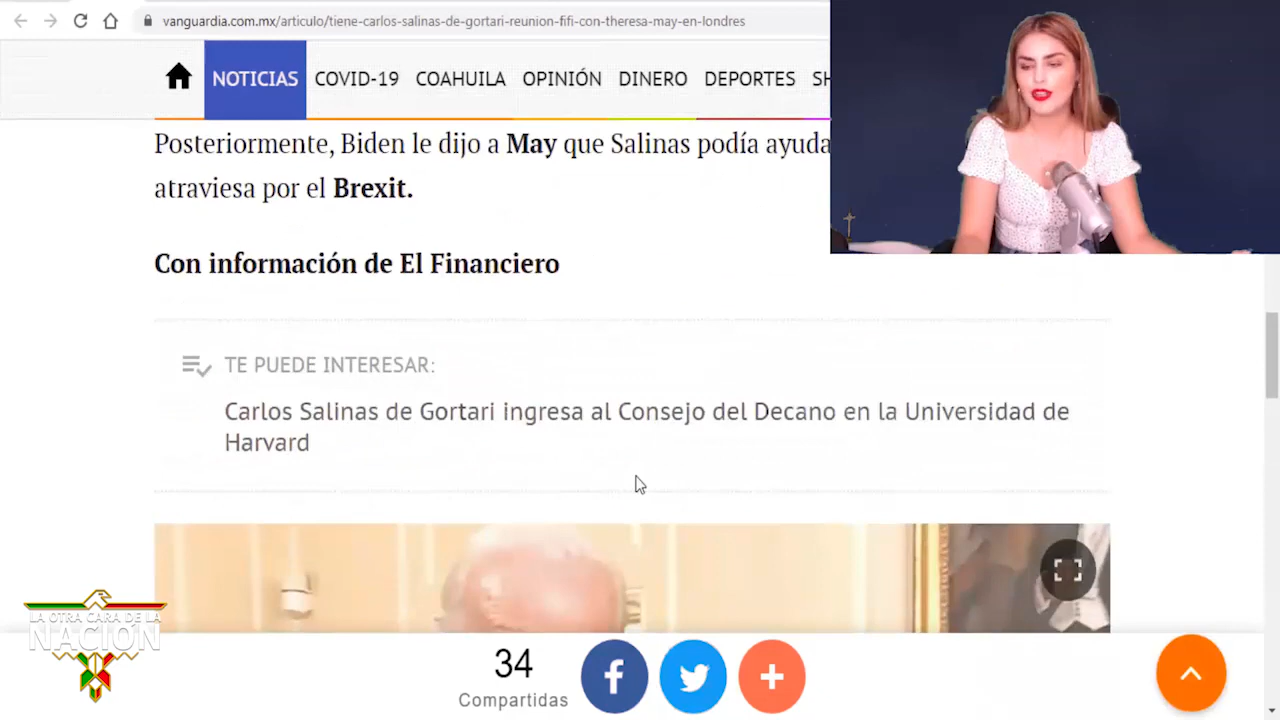 vanguardia.com.mx/articulo/tiene-carlos-salinas-de-gortari-reunion-fifi-con-theresa-may-en-londres
NOTICIAS COVID-19 COAHUILA OPINIÓN DINERO DEPORTES SH
Posteriormente, Biden le dijo a May que Salinas podía ayuda
atraviesa por el Brexit.
Con información de El Financiero
TE PUEDE INTERESAR:
Carlos Salinas de Gortari ingresa al Consejo del Decano en la Universidad de
Harvard
LA OTRA CARA DE LA
NACIÓN
34
Compartidas